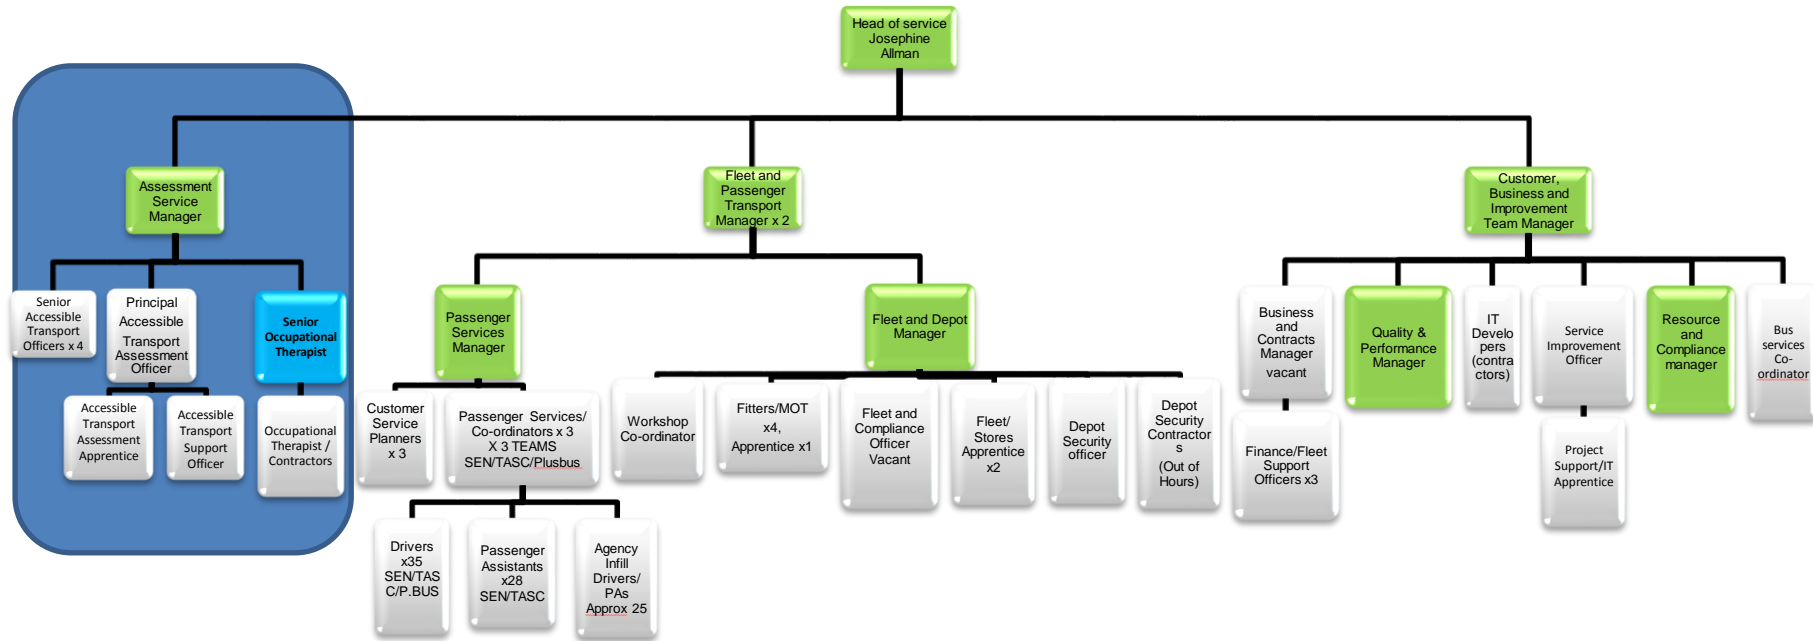 Head of service
Josephine
Allman
Assessment
Service
Manager
Fleet and
Passenger
Transport
Manager x 2
Customer,
Business and
Improvement
Team Manager
Senior
Accessible
Transport
Officers x 4
Principal
Accessible
Transport
Assessment
Officer
Senior
Occupational
Therapist
Accessible
Transport
Assessment
Apprentice
Accessible
Transport
Support
Officer
Occupational
Therapist /
Contractors
Passenger
Services
Manager
Fleet and Depot
Manager
Customer
Service
Planners
x 3
Passenger Services/
Co-ordinators x 3
X 3 TEAMS
SEN/TASC/Plusbus
Drivers
x35
SEN/TAS
C/P.BUS
Passenger
Assistants
x28
SEN/TASC
Agency
Infill
Drivers/
PAs
Approx 25
Workshop
Co-ordinator
Fitters/MOT
x4,
Apprentice x1
Fleet and
Compliance
Officer
Vacant
Fleet/
Stores
Apprentice
x2
Depot
Security
officer
Depot
Security
Contractor
s
(Out of
Hours)
Business
and
Contracts
Manager
vacant
Quality &
Performance
Manager
IT
Develo
pers
(contra
ctors)
Service
Improvement
Officer
Resource
and
Compliance
manager
Bus
services
Co-
ordinator
Finance/Fleet
Support
Officers x3
Project
Support/IT
Apprentice